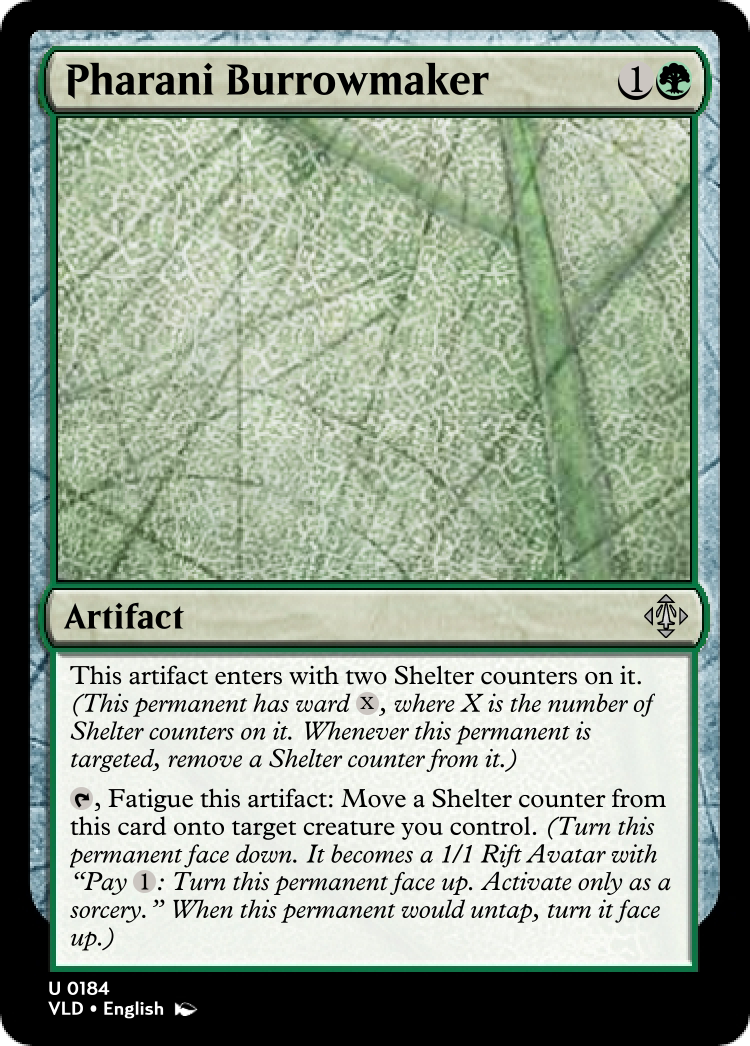 Pharani Burrowmaker 1
Artifact
This artifact enters with two Shelter counters on it.
(This permanent has ward X, where X is the number of
Shelter counters on it. Whenever this permanent is
targeted, remove a Shelter counter from it.)
, Fatigue this artifact: Move a Shelter counter from
this card onto target creature you control. (Turn this
permanent face down. It becomes a 1/1 Rift Avatar with
“Pay 1: Turn this permanent face up. Activate only as a
sorcery.” When this permanent would untap, turn it face
up.)
U 0184
VLD • English